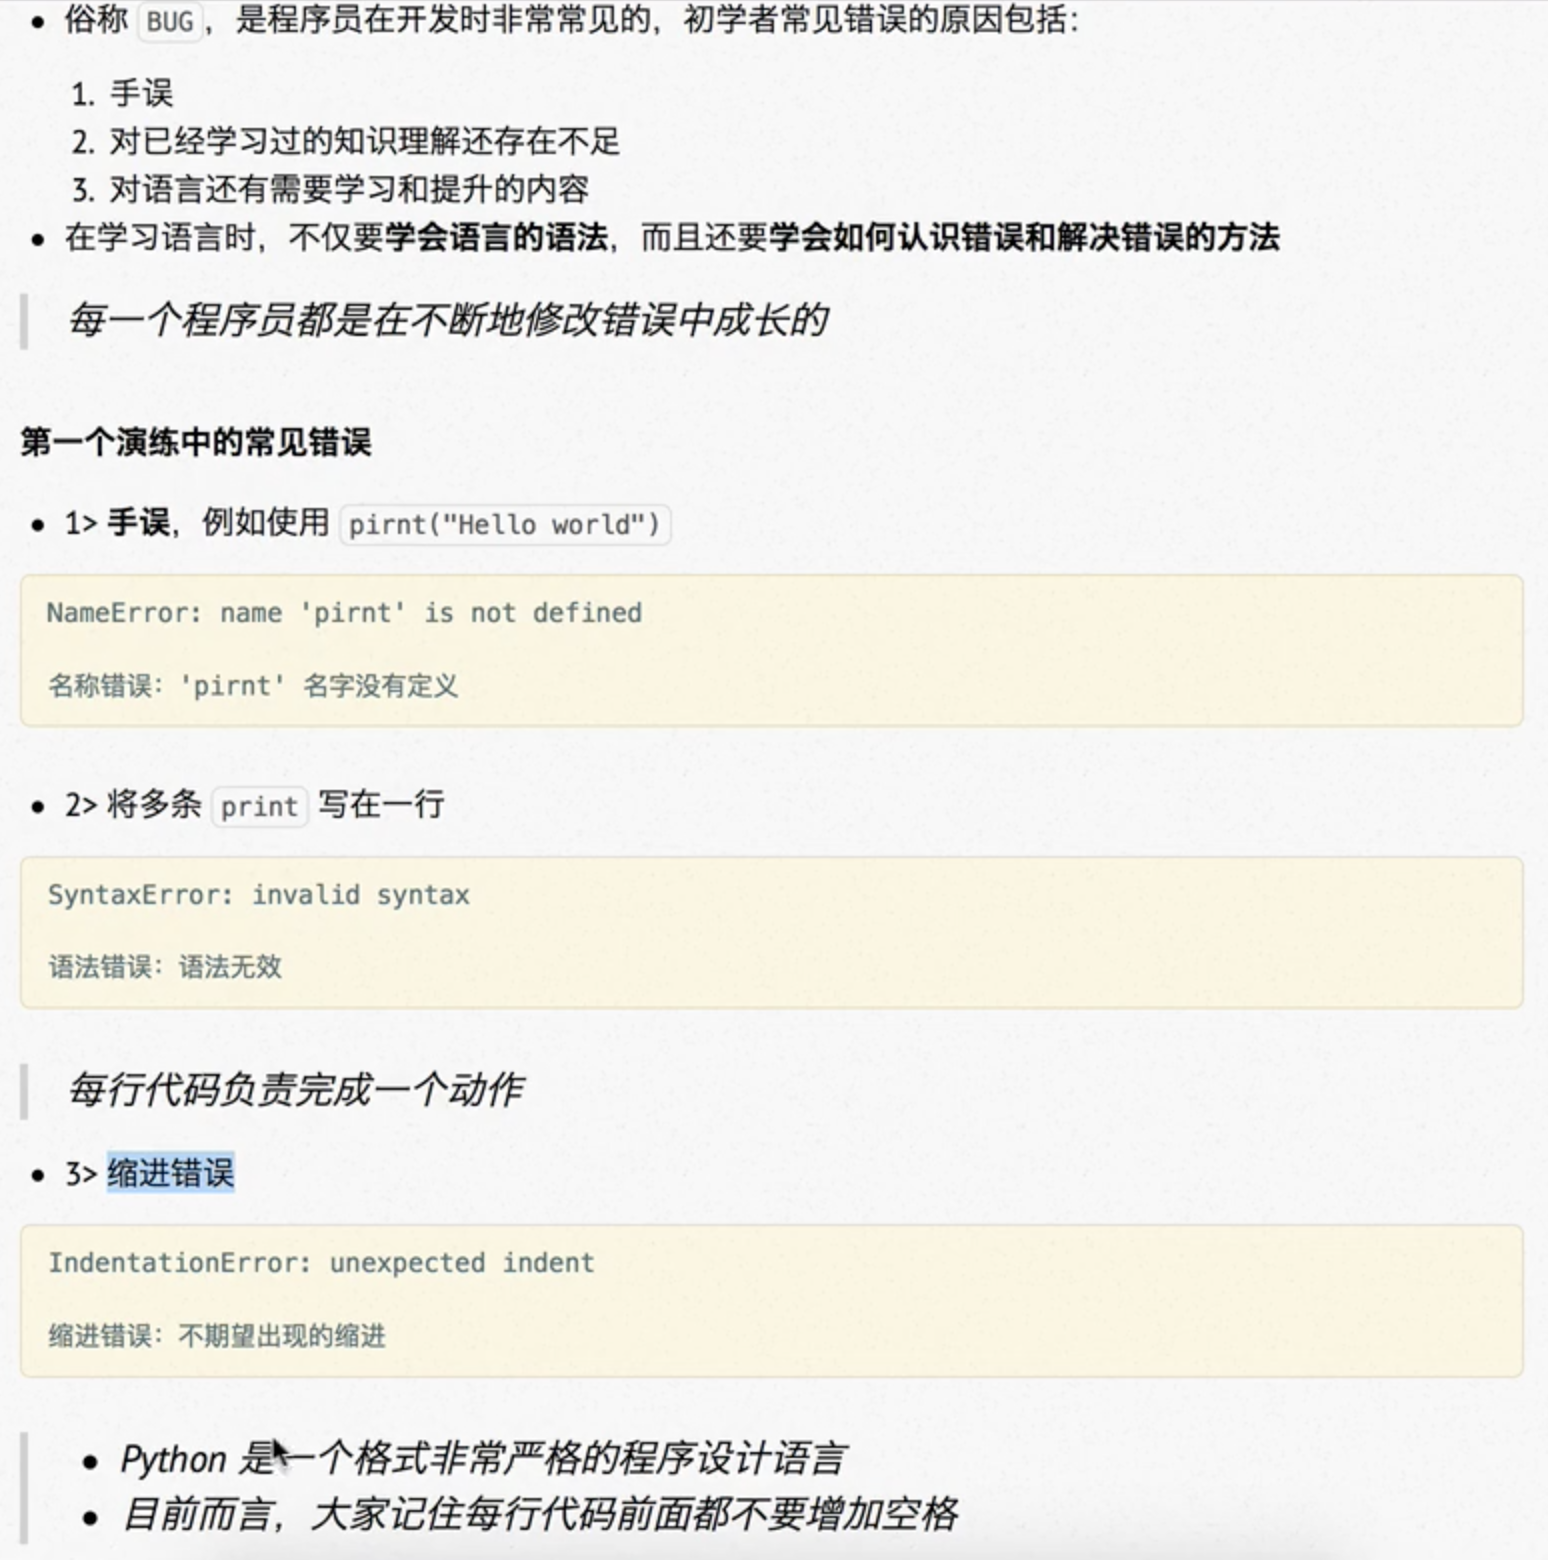 俗称 BUG，是程序员在开发时非常常见的，初学者常见错误的原因包括：
1. 手误
2. 对已经学习过的知识理解还存在不足
3. 对语言还有需要学习和提升的内容
在学习语言时，不仅要学会语言的语法，而且还要学会如何认识错误和解决错误的方法
每一个程序员都是在不断地修改错误中成长的
第一个演练中的常见错误
1> 手误，例如使用 pirnt("Hello world")
NameError: name 'pirnt' is not defined
名称错误：'pirnt' 名字没有定义
2> 将多条 print 写在一行
SyntaxError: invalid syntax
语法错误：语法无效
每行代码负责完成一个动作
3> 缩进错误
IndentationError: unexpected indent
缩进错误：不期望出现的缩进
Python 是一个格式非常严格的程序设计语言
目前而言，大家记住每行代码前面都不要增加空格